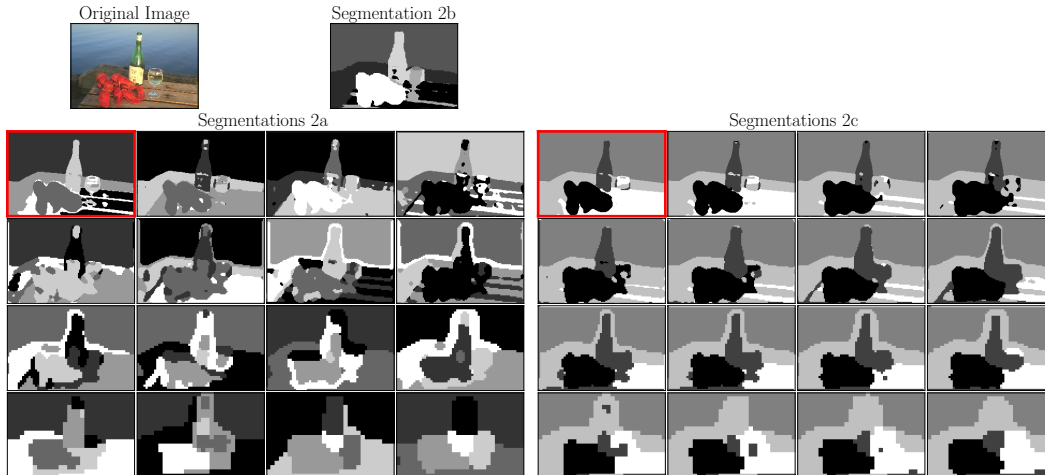 Original Image
Segmentation 2b
Segmentations 2a
Segmentations 2c